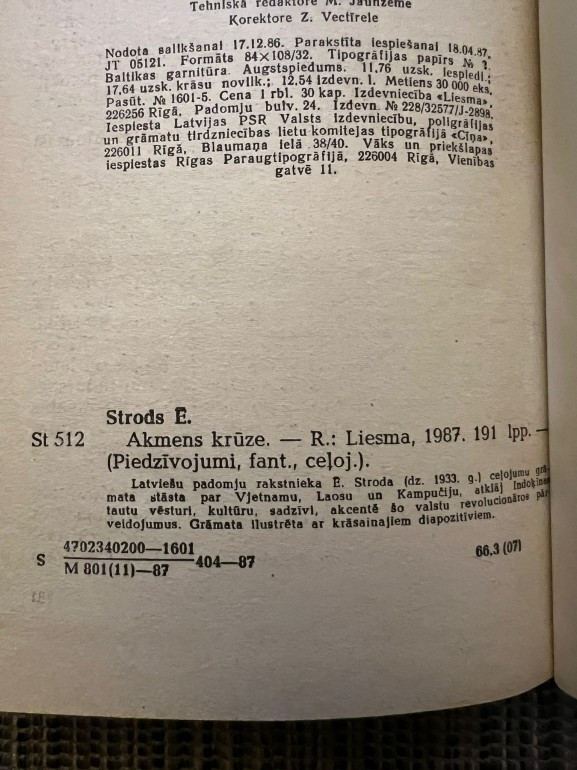 Tehniskā redaktore M. Jaunzeme
Korektore Z. Vectīrele
Nodota salikšanai 17.12.86. Parakstīta iespiešanai 18.04.87.
JT 05121. Formāts 84×108/32. Tipogrāfijas papīrs № 2.
Baltikas garnitūra. Augstspiedums. 11,76 uzsk. iespiedl.;
17,64 uzsk. krāsu novilk.; 12,54 izdevn. l. Metiens 30 000 eks.
Pasūt. № 1601-5. Cena 1 rbl. 30 kap. Izdevniecība «Liesma»,
226256 Rīgā, Padomju bulv. 24. Izdevn. № 228/32577/J-2898.
Iespiesta Latvijas PSR Valsts izdevniecību, poligrāfijas
un grāmatu tirdzniecības lietu komitejas tipogrāfijā «Cīņa»,
226011 Rīgā, Blaumaņa ielā 38/40. Vāks un priekšlapas
iespiestas Rīgas Paraugtipogrāfijā, 226004 Rīgā, Vienības
gatvē 11.
Strods Ē.
St 512 Akmens krūze. — R.: Liesma, 1987. 191 lpp. —
(Piedzīvojumi, fant., ceļoj.).
Latviešu padomju rakstnieka Ē. Stroda (dz. 1933. g.) ceļojumu grā-
mata stāsta par Vjetnamu, Laosu un Kampučiju, atklāj Indoķīnas
tautu vēsturi, kultūru, sadzīvi, akcentē šo valstu revolucionāros pār-
veidojumus. Grāmata ilustrēta ar krāsainajiem diapozitīviem.
S 4702340200—1601
M 801(11)—87 404—87 66,3 (07)